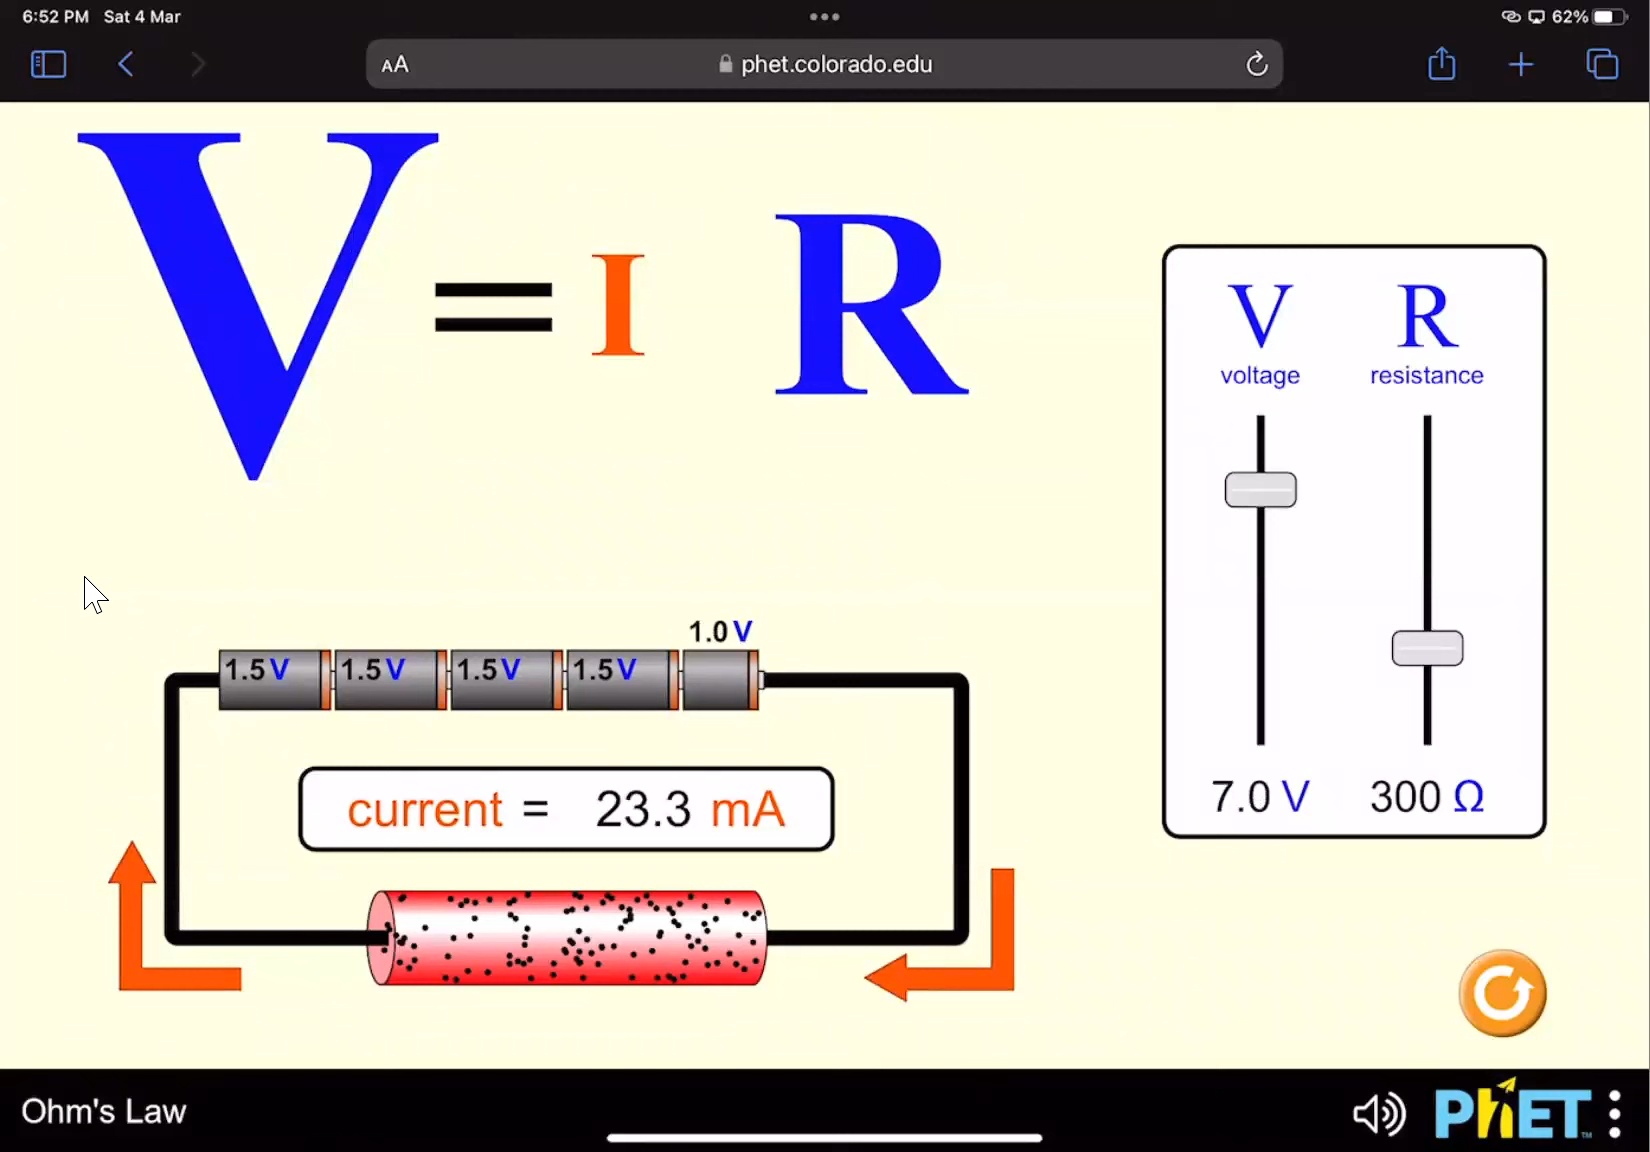 6:52 PM Sat 4 Mar
62%
AA
phet.colorado.edu
V = I R
V R
voltage resistance
1.0 V
1.5 V 1.5 V 1.5 V 1.5 V
current = 23.3 mA
7.0 V 300 Ω
Ohm's Law
PhET™